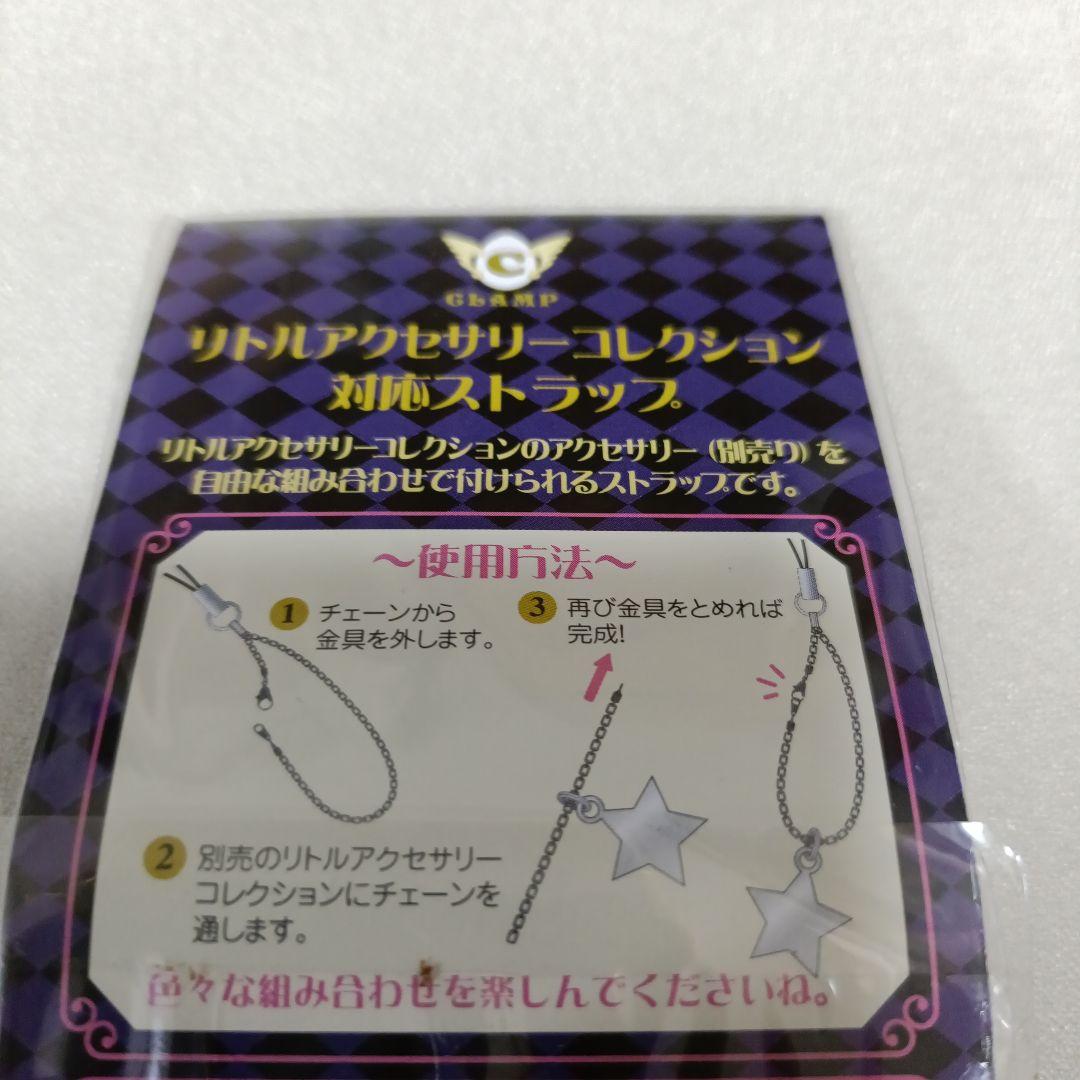 C
CLAMP
リトルアクセサリーコレクション
対応ストラップ
リトルアクセサリーコレクションのアクセサリー（別売り）を
自由な組み合わせで付けられるストラップです。
～使用方法～
1 チェーンから
金具を外します。
2 別売のリトルアクセサリー
コレクションにチェーンを
通します。
3 再び金具をとめれば
完成!
色々な組み合わせを楽しんでくださいね。